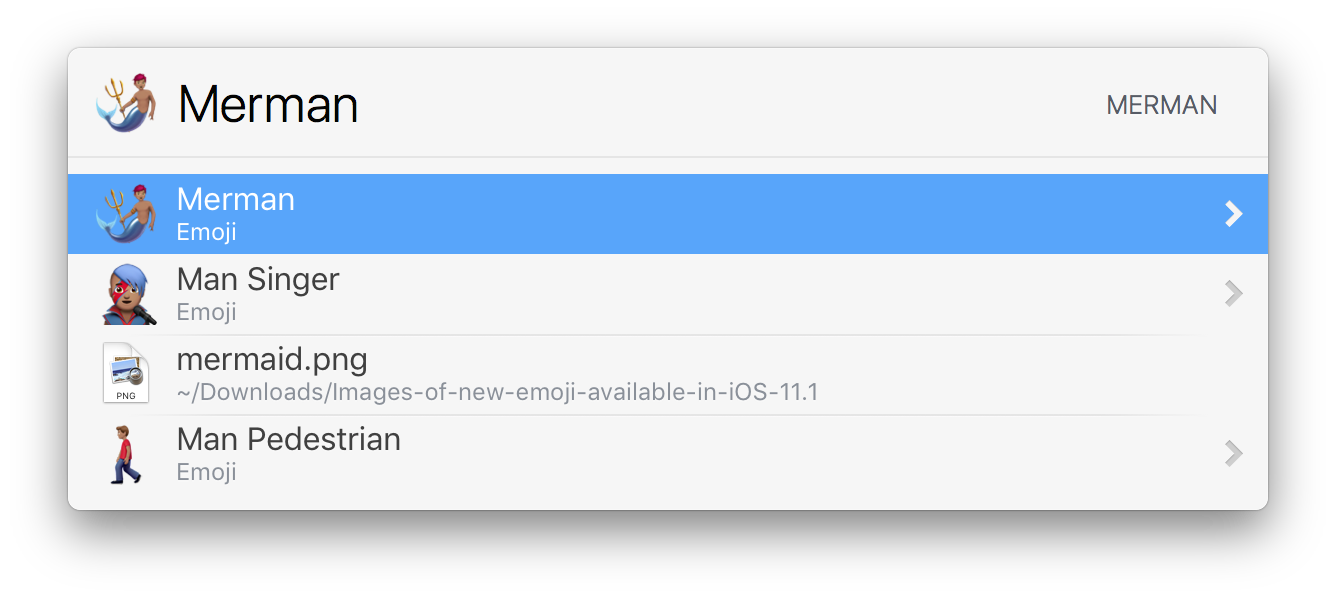 Merman
MERMAN
Merman
Emoji
Man Singer
Emoji
PNG
mermaid.png
~/Downloads/Images-of-new-emoji-available-in-iOS-11.1
Man Pedestrian
Emoji